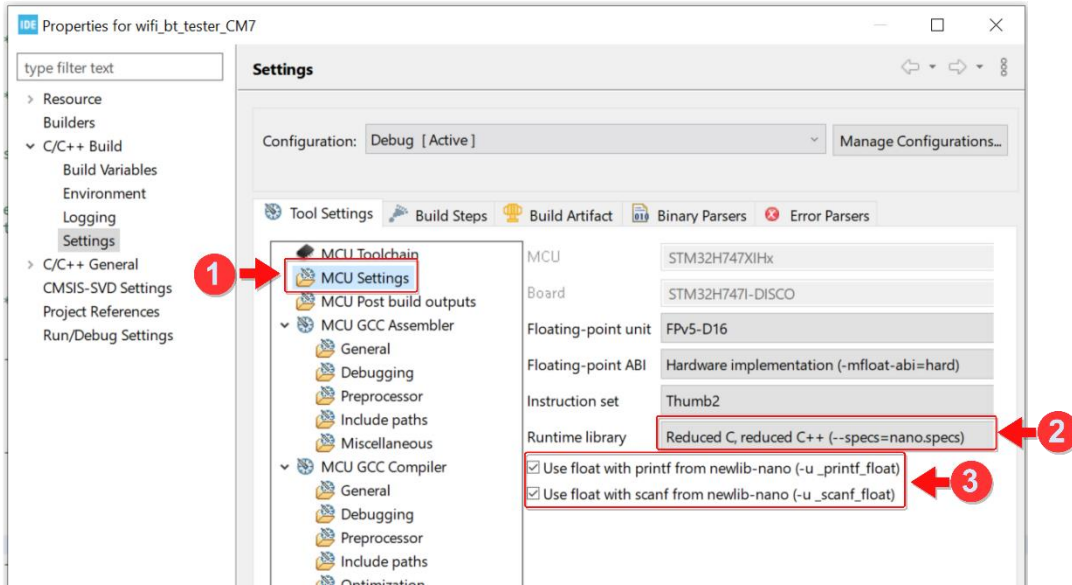 IDE Properties for wifi_bt_tester_CM7
type filter text
Settings
Resource
Builders
C/C++ Build
Build Variables
Environment
Logging
Settings
C/C++ General
CMSIS-SVD Settings
Project References
Run/Debug Settings
Configuration: Debug [ Active ]
Manage Configurations...
Tool Settings
Build Steps
Build Artifact
010
Binary Parsers
Error Parsers
MCU Toolchain
1
MCU Settings
MCU Post build outputs
MCU GCC Assembler
General
Debugging
Preprocessor
Include paths
Miscellaneous
MCU GCC Compiler
General
Debugging
Preprocessor
Include paths
Optimization
MCU STM32H747XIHx
Board STM32H747I-DISCO
Floating-point unit FPv5-D16
Floating-point ABI Hardware implementation (-mfloat-abi=hard)
Instruction set Thumb2
Runtime library Reduced C, reduced C++ (--specs=nano.specs)
2
Use float with printf from newlib-nano (-u _printf_float)
Use float with scanf from newlib-nano (-u _scanf_float)
3